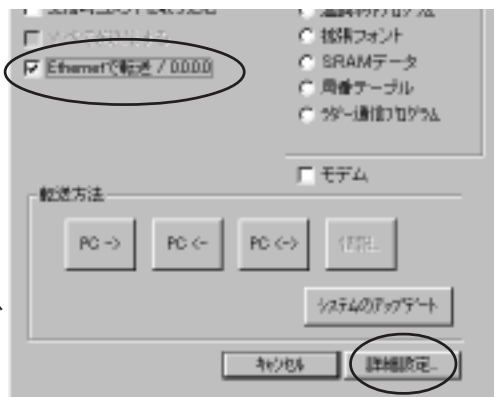 拡張フォント
Ethernetで転送 / 0.0.0.0
SRAMデータ
局番テーブル
ラダー通信プログラム
モデム
転送方法
PC ->
PC <-
PC <->
システムのアップデート
キャンセル
詳細設定...